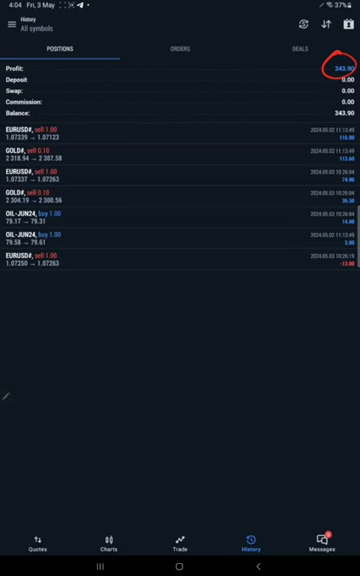 4:04 Fri, 3 May
37%
History
All symbols
POSITIONS
ORDERS
DEALS
Profit: 343.90
Deposit 0.00
Swap: 0.00
Commission: 0.00
Balance: 343.90
EURUSD#, sell 1.00 2024.05.02 11:13:49
1.07239 → 1.07123 116.00
GOLD#, sell 0.10 2024.05.02 11:13:49
2 318.94 → 2 307.58 113.60
EURUSD#, sell 1.00 2024.05.03 10:26:04
1.07337 → 1.07263 74.00
GOLD#, sell 0.10 2024.05.03 10:26:04
2 304.19 → 2 300.56 36.30
OIL-JUN24, buy 1.00 2024.05.03 10:26:04
79.17 → 79.31 14.00
OIL-JUN24, buy 1.00 2024.05.02 11:13:49
79.58 → 79.61 3.00
EURUSD#, sell 1.00 2024.05.03 10:26:19
1.07250 → 1.07263 -13.00
Quotes
Charts
Trade
History
Messages